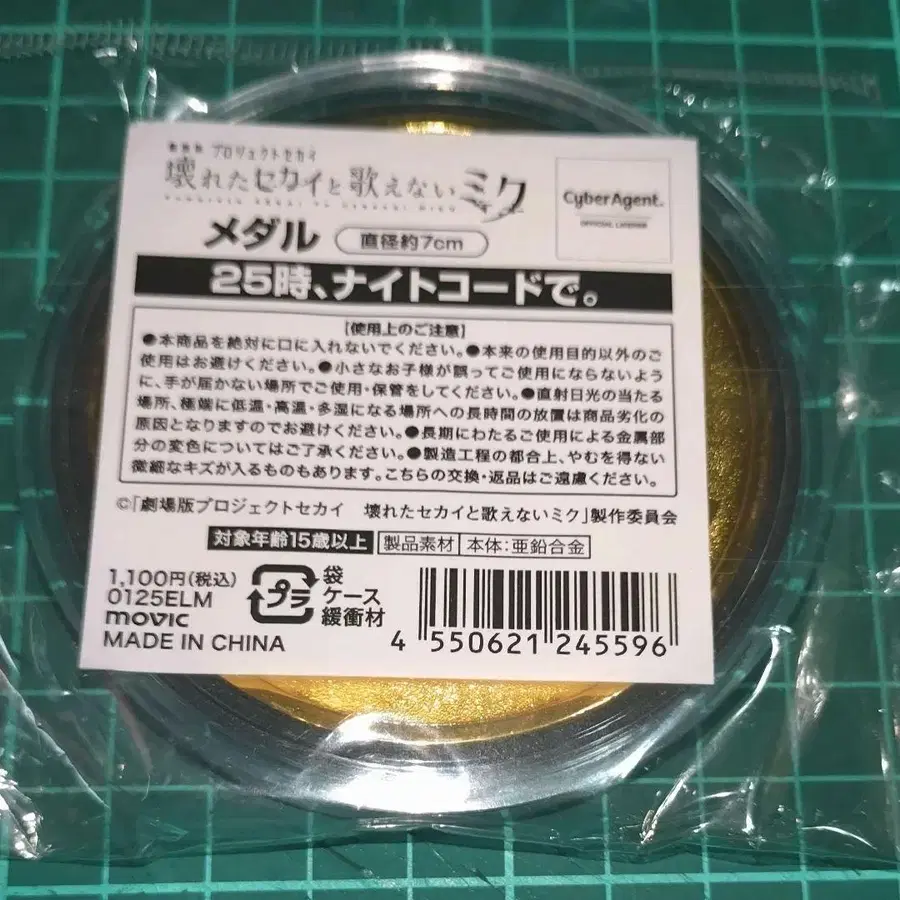 劇場版 プロジェクトセカイ
壊れたセカイと歌えないミク
CyberAgent.
OFFICIAL LICENSE
メダル 直径約7cm
25時、ナイトコードで。
【使用上のご注意】
●本商品を絶対に口に入れないでください。●本来の使用目的以外のご
使用はお避けください。●小さなお子様が誤ってご使用にならないよう
に、手が届かない場所でご使用・保管をしてください。●直射日光の当たる
場所、極端に低温・高温・多湿になる場所への長時間の放置は商品劣化の
原因となりますのでお避けください。●長期にわたるご使用による金属部
分の変色についてはご了承ください。●製造工程の都合上、やむを得ない
微細なキズが入るものもあります。こちらの交換・返品はご遠慮ください。
©「劇場版プロジェクトセカイ 壊れたセカイと歌えないミク」製作委員会
対象年齢15歳以上 製品素材 本体:亜鉛合金
1,100円(税込)
0125ELM
movic
MADE IN CHINA
プラ
袋
ケース
緩衝材
4 550621 245596